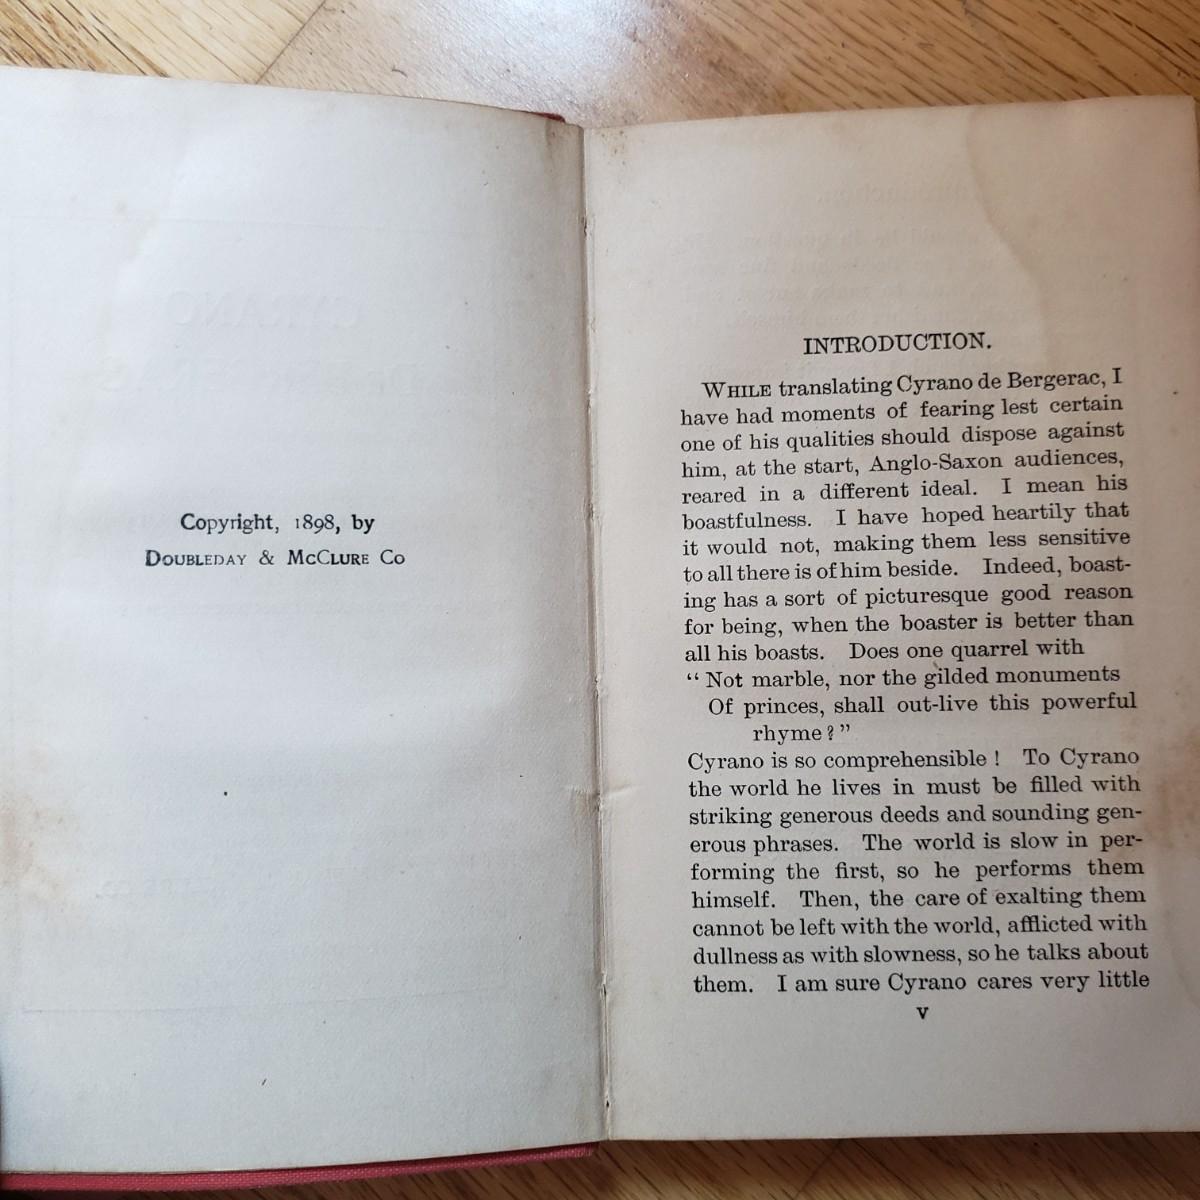 Copyright, 1898, by
DOUBLEDAY & MCCLURE CO
INTRODUCTION.
WHILE translating Cyrano de Bergerac, I
have had moments of fearing lest certain
one of his qualities should dispose against
him, at the start, Anglo-Saxon audiences,
reared in a different ideal. I mean his
boastfulness. I have hoped heartily that
it would not, making them less sensitive
to all there is of him beside. Indeed, boast-
ing has a sort of picturesque good reason
for being, when the boaster is better than
all his boasts. Does one quarrel with
“ Not marble, nor the gilded monuments
Of princes, shall out-live this powerful
rhyme ? ”
Cyrano is so comprehensible ! To Cyrano
the world he lives in must be filled with
striking generous deeds and sounding gen-
erous phrases. The world is slow in per-
forming the first, so he performs them
himself. Then, the care of exalting them
cannot be left with the world, afflicted with
dullness as with slowness, so he talks about
them. I am sure Cyrano cares very little
v